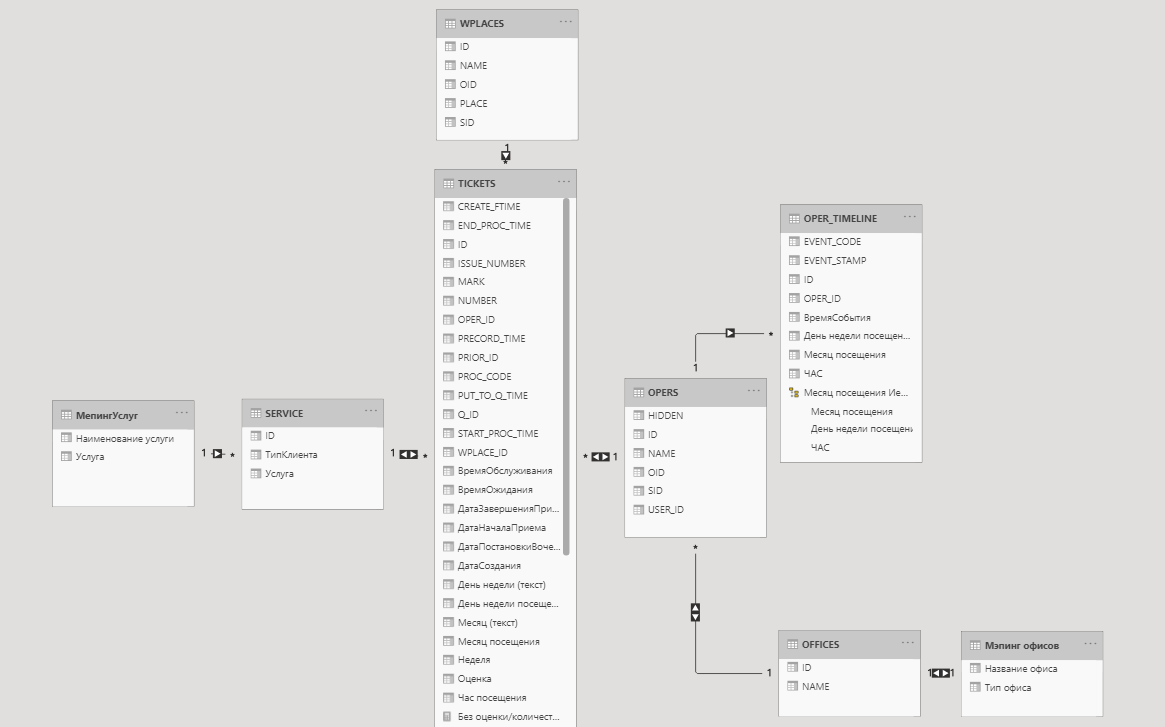 WPLACES
ID
NAME
OID
PLACE
SID
1
*
TICKETS
CREATE_FTIME
END_PROC_TIME
ID
ISSUE_NUMBER
MARK
NUMBER
OPER_ID
PRECORD_TIME
PRIOR_ID
PROC_CODE
PUT_TO_Q_TIME
Q_ID
START_PROC_TIME
WPLACE_ID
ВремяОбслуживания
ВремяОжидания
ДатаЗавершенияПри...
ДатаНачалаПриема
ДатаПостановкиВоче...
ДатаСоздания
День недели (текст)
День недели посеще...
Месяц (текст)
Месяц посещения
Неделя
Оценка
Час посещения
Без оценки/количест...
МепингУслуг
Наименование услуги
Услуга
1 *
SERVICE
ID
ТипКлиента
Услуга
1 *
* 1
OPERS
HIDDEN
ID
NAME
OID
SID
USER_ID
1
*
OPER_TIMELINE
EVENT_CODE
EVENT_STAMP
ID
OPER_ID
ВремяСобытия
День недели посещен...
Месяц посещения
ЧАС
Месяц посещения Ие...
Месяц посещения
День недели посещени
ЧАС
*
1
OFFICES
ID
NAME
1 1
Мэпинг офисов
Название офиса
Тип офиса